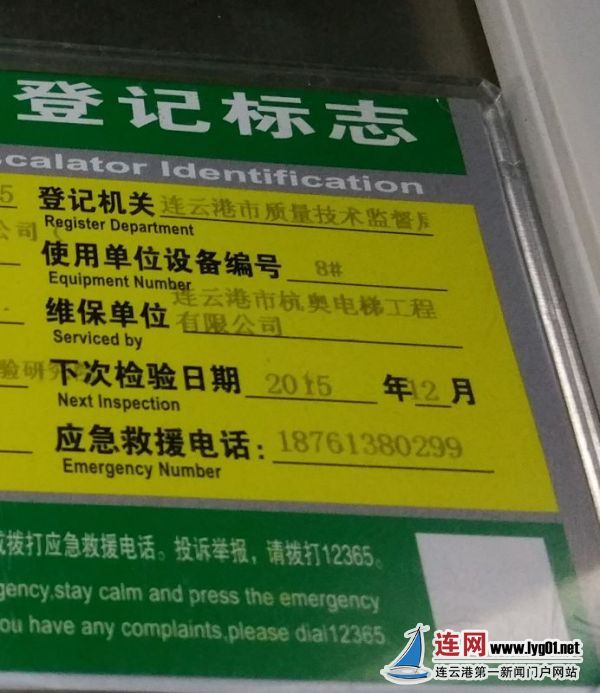 登记标志
calator Identification
5 登记机关 连云港市质量技术监督局
Register Department
公司（
使用单位设备编号 8#
Equipment Number
维保单位 连云港市杭奥电梯工程
有限公司
Serviced by
验研究
下次检验日期 2015 年 12 月
Next Inspection
应急救援电话：18761380299
Emergency Number
拨打应急救援电话。投诉举报，请拨打12365。
gency,stay calm and press the emergency
ou have any complaints,please dial12365
连网 www.lyg01.net
连云港第一新闻门户网站